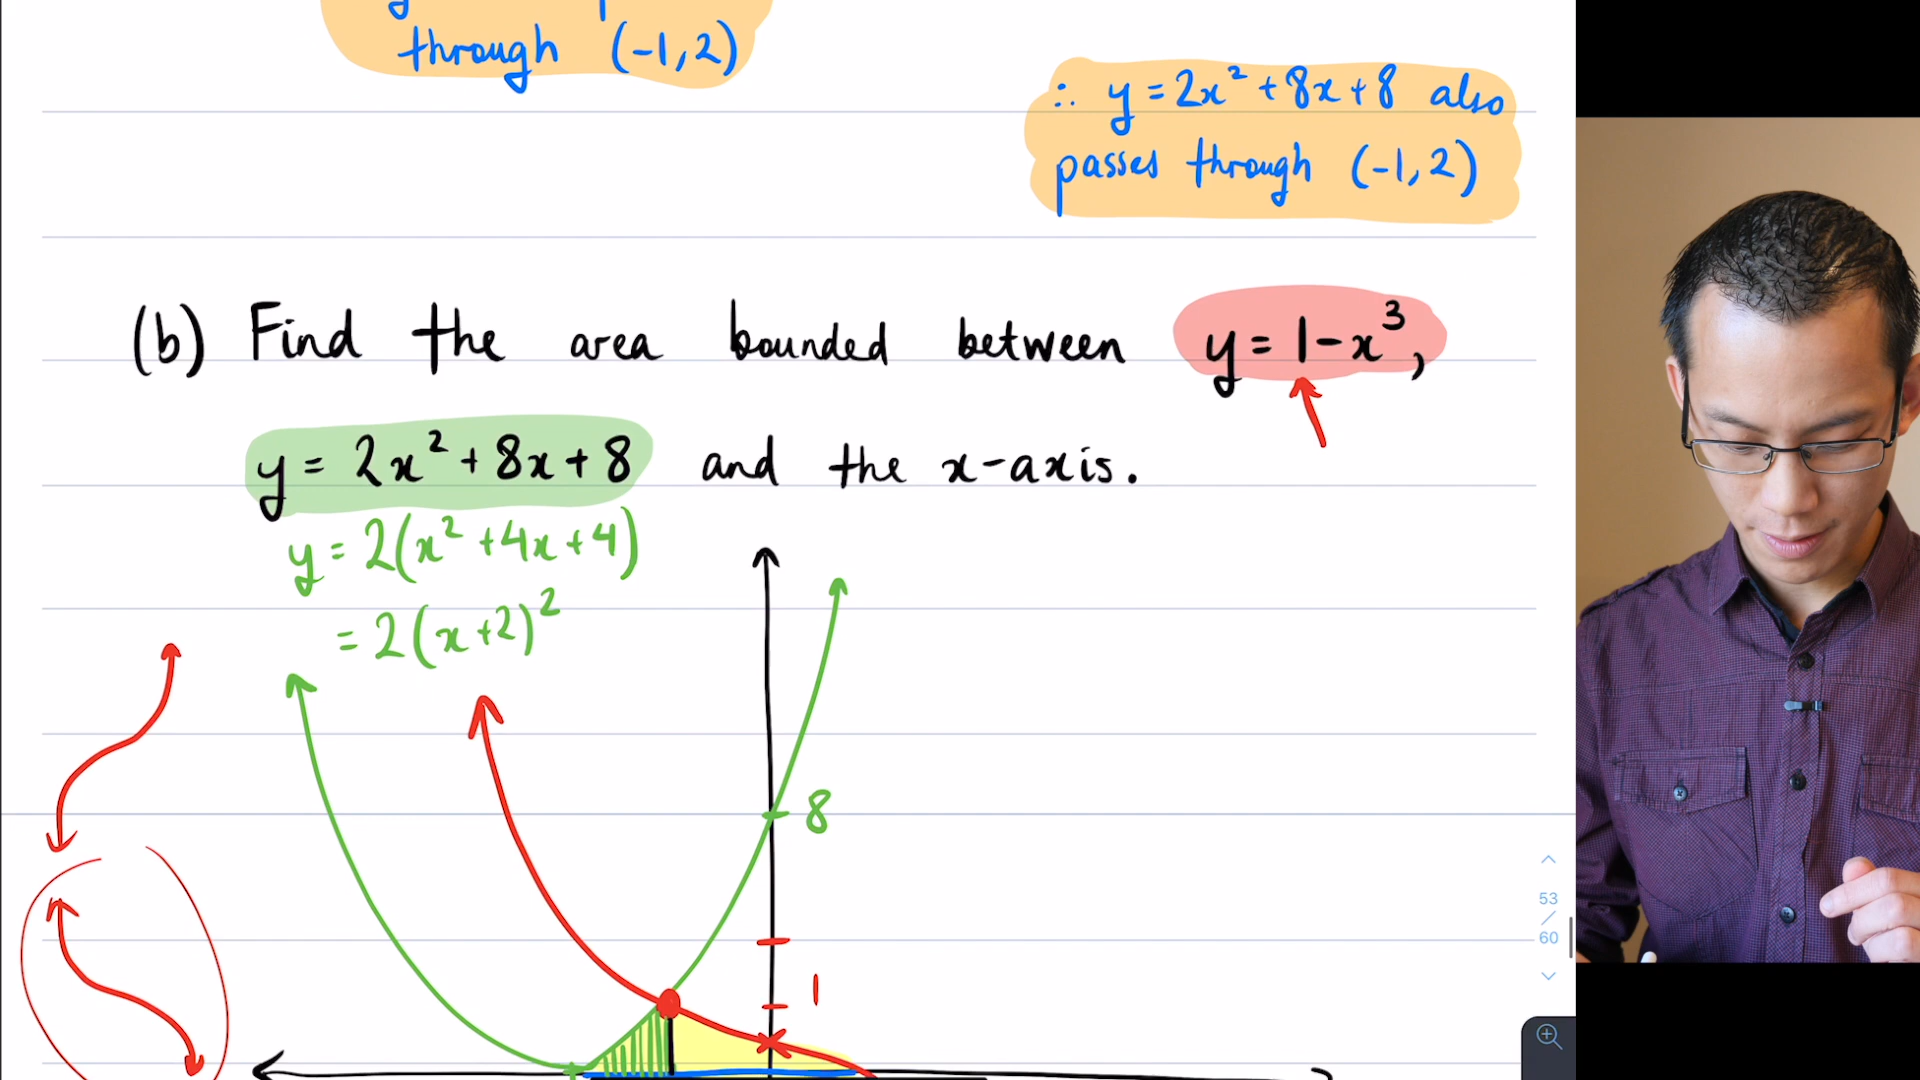 through (-1,2)
∴ y = 2x² + 8x + 8 also
passes through (-1,2)
(b) Find the area bounded between y = 1 - x³,
y = 2x² + 8x + 8 and the x-axis.
y = 2(x² + 4x + 4)
= 2(x+2)²
8
1
53
/
60